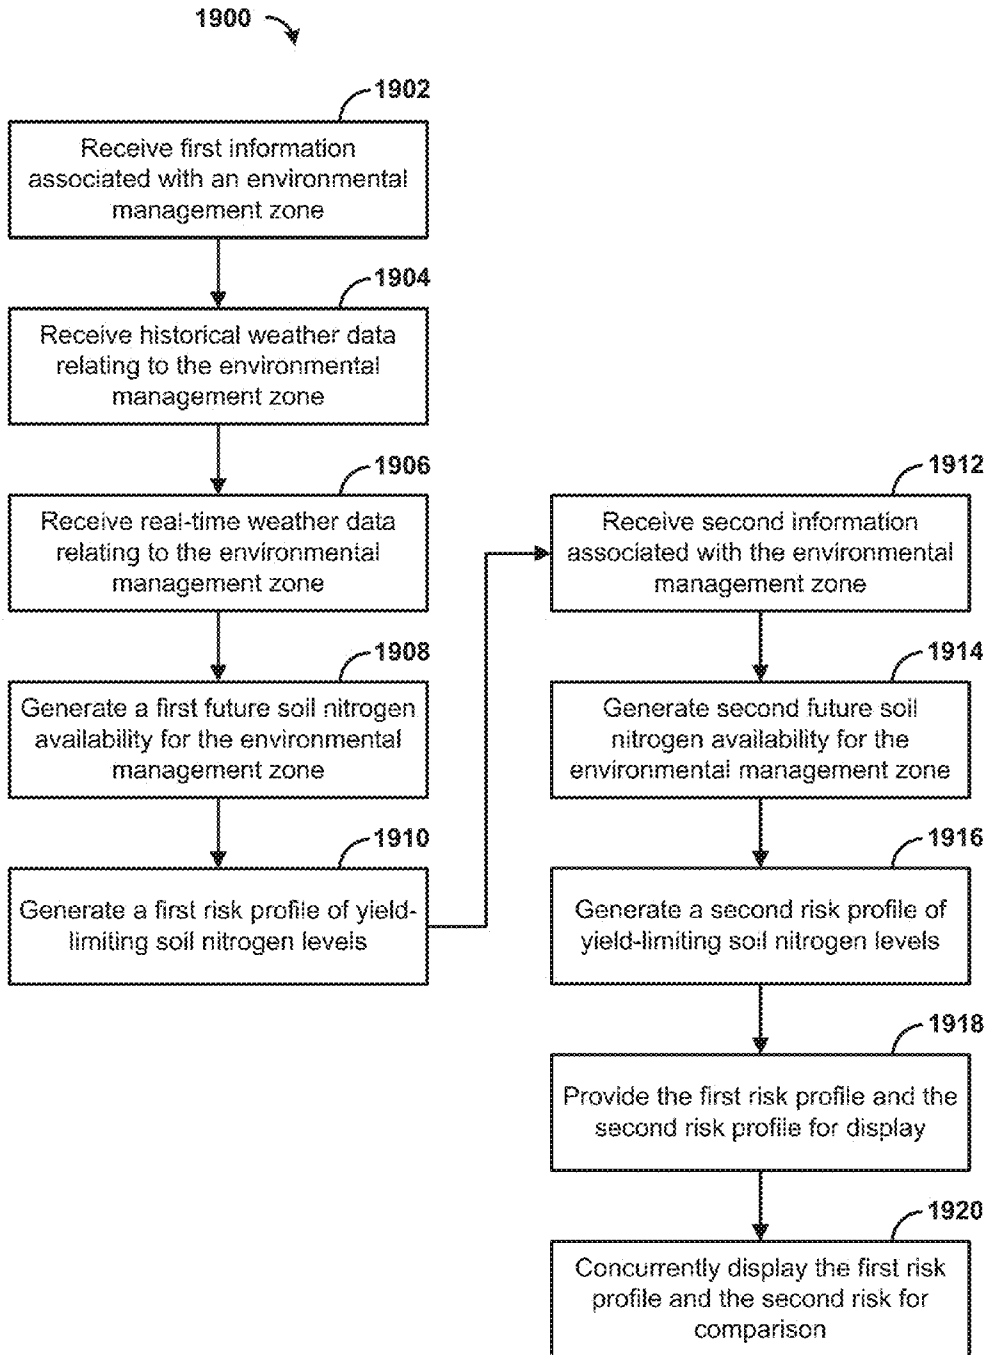 1900
1902
Receive first information
associated with an environmental
management zone
1904
Receive historical weather data
relating to the environmental
management zone
1906
Receive real-time weather data
relating to the environmental
management zone
1908
Generate a first future soil nitrogen
availability for the environmental
management zone
1910
Generate a first risk profile of yield-
limiting soil nitrogen levels
1912
Receive second information
associated with the environmental
management zone
1914
Generate second future soil
nitrogen availability for the
environmental management zone
1916
Generate a second risk profile of
yield-limiting soil nitrogen levels
1918
Provide the first risk profile and the
second risk profile for display
1920
Concurrently display the first risk
profile and the second risk for
comparison